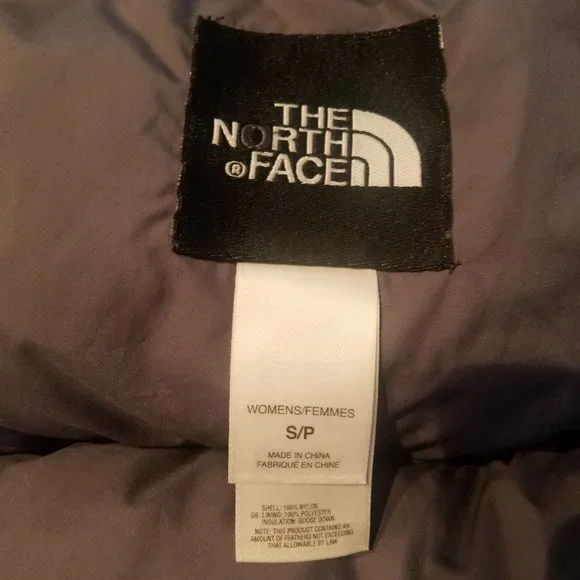 THE
NORTH
® FACE
WOMENS/FEMMES
S/P
MADE IN CHINA
FABRIQUÉ EN CHINE
SHELL: 100% NYLON
GB. LINING: 100% POLYESTER
INSULATION: GOOSE DOWN
NOTE: THIS PRODUCT CONTAINS AN
AMOUNT OF FEATHERS NOT EXCEEDING
THAT ALLOWABLE BY LAW